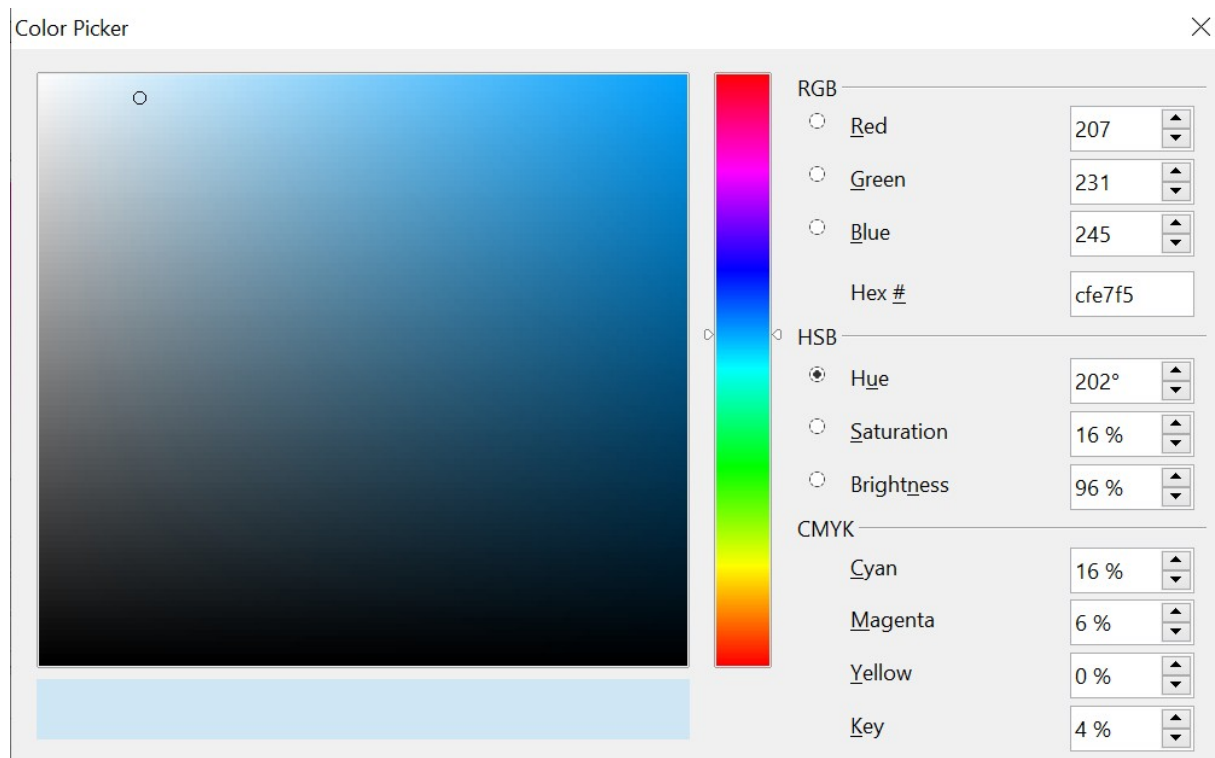 Color Picker
RGB
Red 207
Green 231
Blue 245
Hex # cfe7f5
HSB
Hue 202°
Saturation 16 %
Brightness 96 %
CMYK
Cyan 16 %
Magenta 6 %
Yellow 0 %
Key 4 %